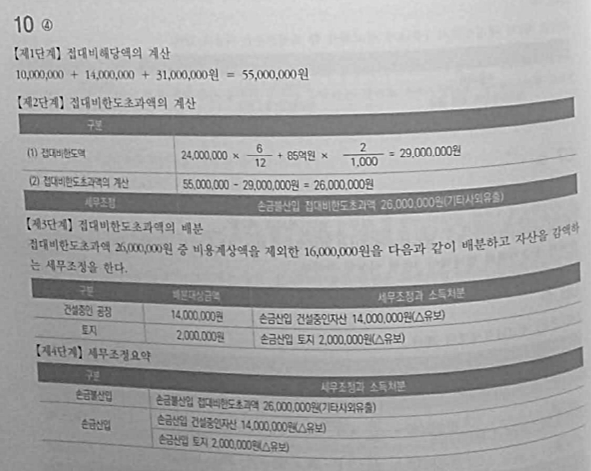 10 ④
【제1단계】 접대비해당액의 계산
10,000,000 + 14,000,000 + 31,000,000원 = 55,000,000원
【제2단계】 접대비한도초과액의 계산
구분
(1) 접대비한도액 24,000,000 × 6/12 + 85억원 × 2/1,000 = 29,000,000원
(2) 접대비한도초과액의 계산 55,000,000 - 29,000,000원 = 26,000,000원
세무조정 손금불산입 접대비한도초과액 26,000,000원(기타사외유출)
【제3단계】 접대비한도초과액의 배분
접대비한도초과액 26,000,000원 중 비용계상액을 제외한 16,000,000원을 다음과 같이 배분하고 자산을 감액하
는 세무조정을 한다.
구분 배분대상금액 세무조정과 소득처분
건설중인 공장 14,000,000원 손금산입 건설중인자산 14,000,000원(△유보)
토지 2,000,000원 손금산입 토지 2,000,000원(△유보)
【제4단계】 세무조정요약
구분 세무조정과 소득처분
손금불산입 손금불산입 접대비한도초과액 26,000,000원(기타사외유출)
손금산입 손금산입 건설중인자산 14,000,000원(△유보)
손금산입 토지 2,000,000원(△유보)